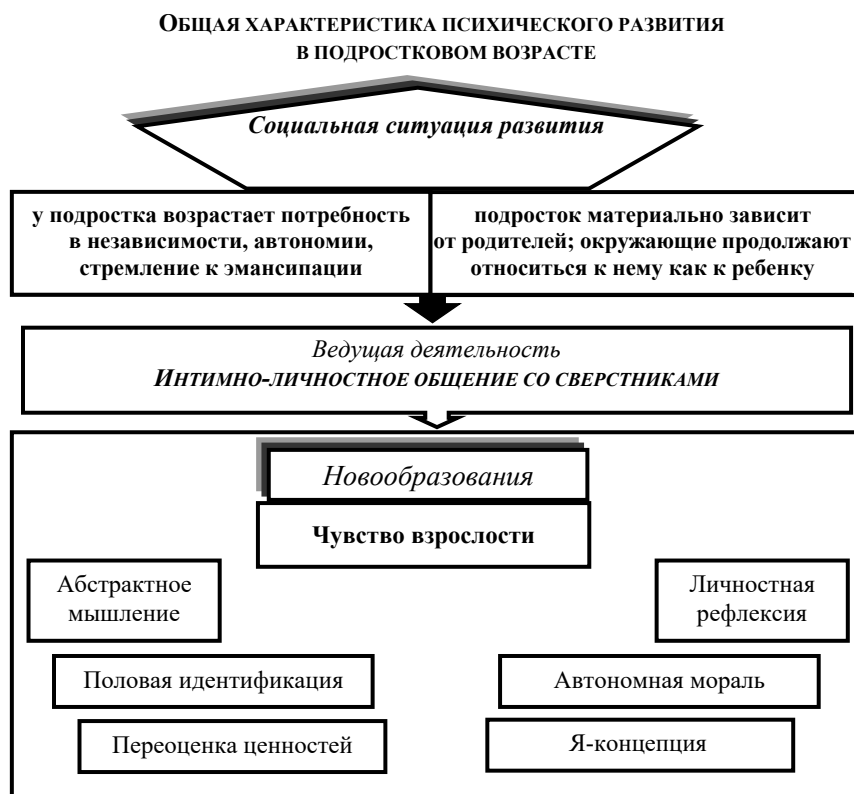 ОБЩАЯ ХАРАКТЕРИСТИКА ПСИХИЧЕСКОГО РАЗВИТИЯ
В ПОДРОСТКОВОМ ВОЗРАСТЕ
Социальная ситуация развития
у подростка возрастает потребность
в независимости, автономии,
стремление к эмансипации
подросток материально зависит
от родителей; окружающие продолжают
относиться к нему как к ребенку
Ведущая деятельность
ИНТИМНО-ЛИЧНОСТНОЕ ОБЩЕНИЕ СО СВЕРСТНИКАМИ
Новообразования
Чувство взрослости
Абстрактное
мышление
Личностная
рефлексия
Половая идентификация
Автономная мораль
Переоценка ценностей
Я-концепция